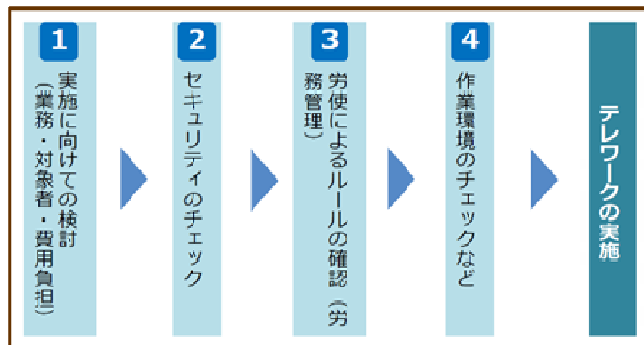 1
実施に向けての検討
（業務・対象者・費用負担）
2
セキュリティのチェック
3
労使によるルールの確認（労
務管理）
4
作業環境のチェックなど
テレワークの実施